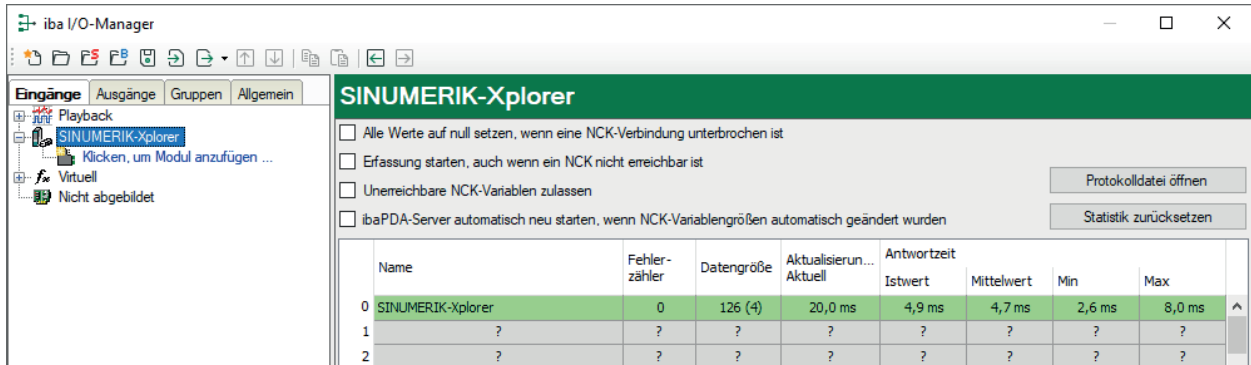 iba I/O-Manager
Eingänge Ausgänge Gruppen Allgemein
Playback
SINUMERIK-Xplorer
Klicken, um Modul anzufügen ...
Virtuell
Nicht abgebildet
SINUMERIK-Xplorer
Alle Werte auf null setzen, wenn eine NCK-Verbindung unterbrochen ist
Erfassung starten, auch wenn ein NCK nicht erreichbar ist
Unerreichbare NCK-Variablen zulassen
ibaPDA-Server automatisch neu starten, wenn NCK-Variablengrößen automatisch geändert wurden
Protokolldatei öffnen
Statistik zurücksetzen
Name Fehler- Datengröße Aktualisierun... Antwortzeit
zähler Aktuell Istwert Mittelwert Min Max
0 SINUMERIK-Xplorer 0 126 (4) 20,0 ms 4,9 ms 4,7 ms 2,6 ms 8,0 ms
1 ? ? ? ? ? ? ? ?
2 ? ? ? ? ? ? ? ?